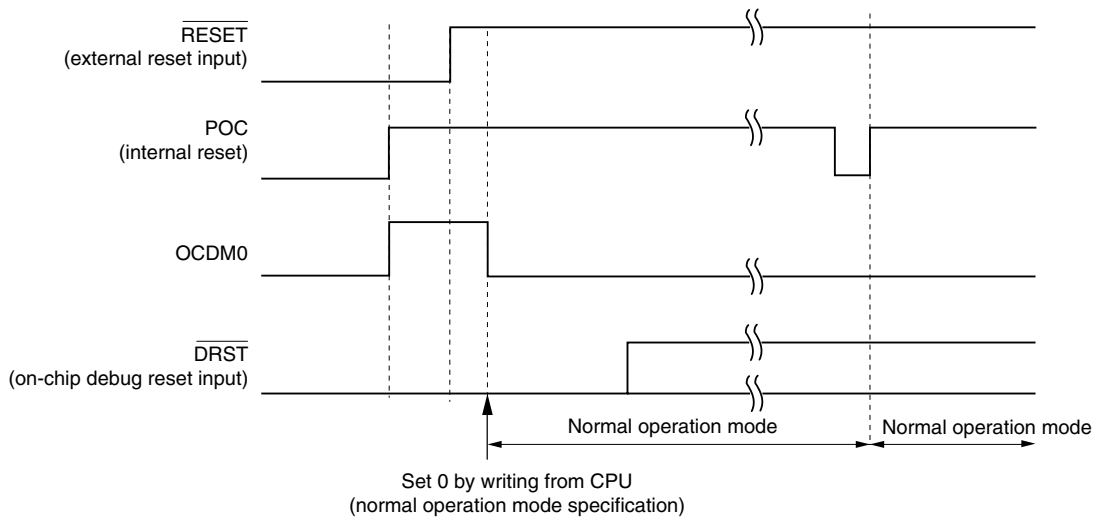 RESET
(external reset input)
POC
(internal reset)
OCDM0
DRST
(on-chip debug reset input)
Normal operation mode
Normal operation mode
Set 0 by writing from CPU
(normal operation mode specification)